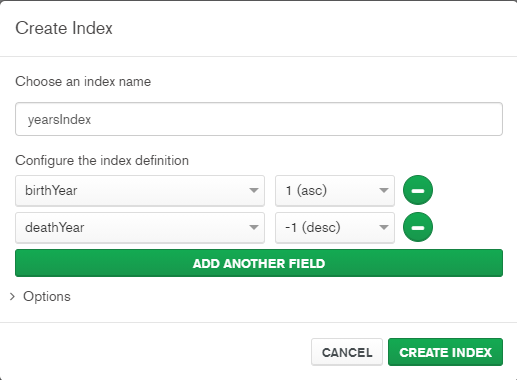 Create Index
Choose an index name
yearsIndex
Configure the index definition
birthYear 1 (asc)
deathYear -1 (desc)
ADD ANOTHER FIELD
Options
CANCEL CREATE INDEX